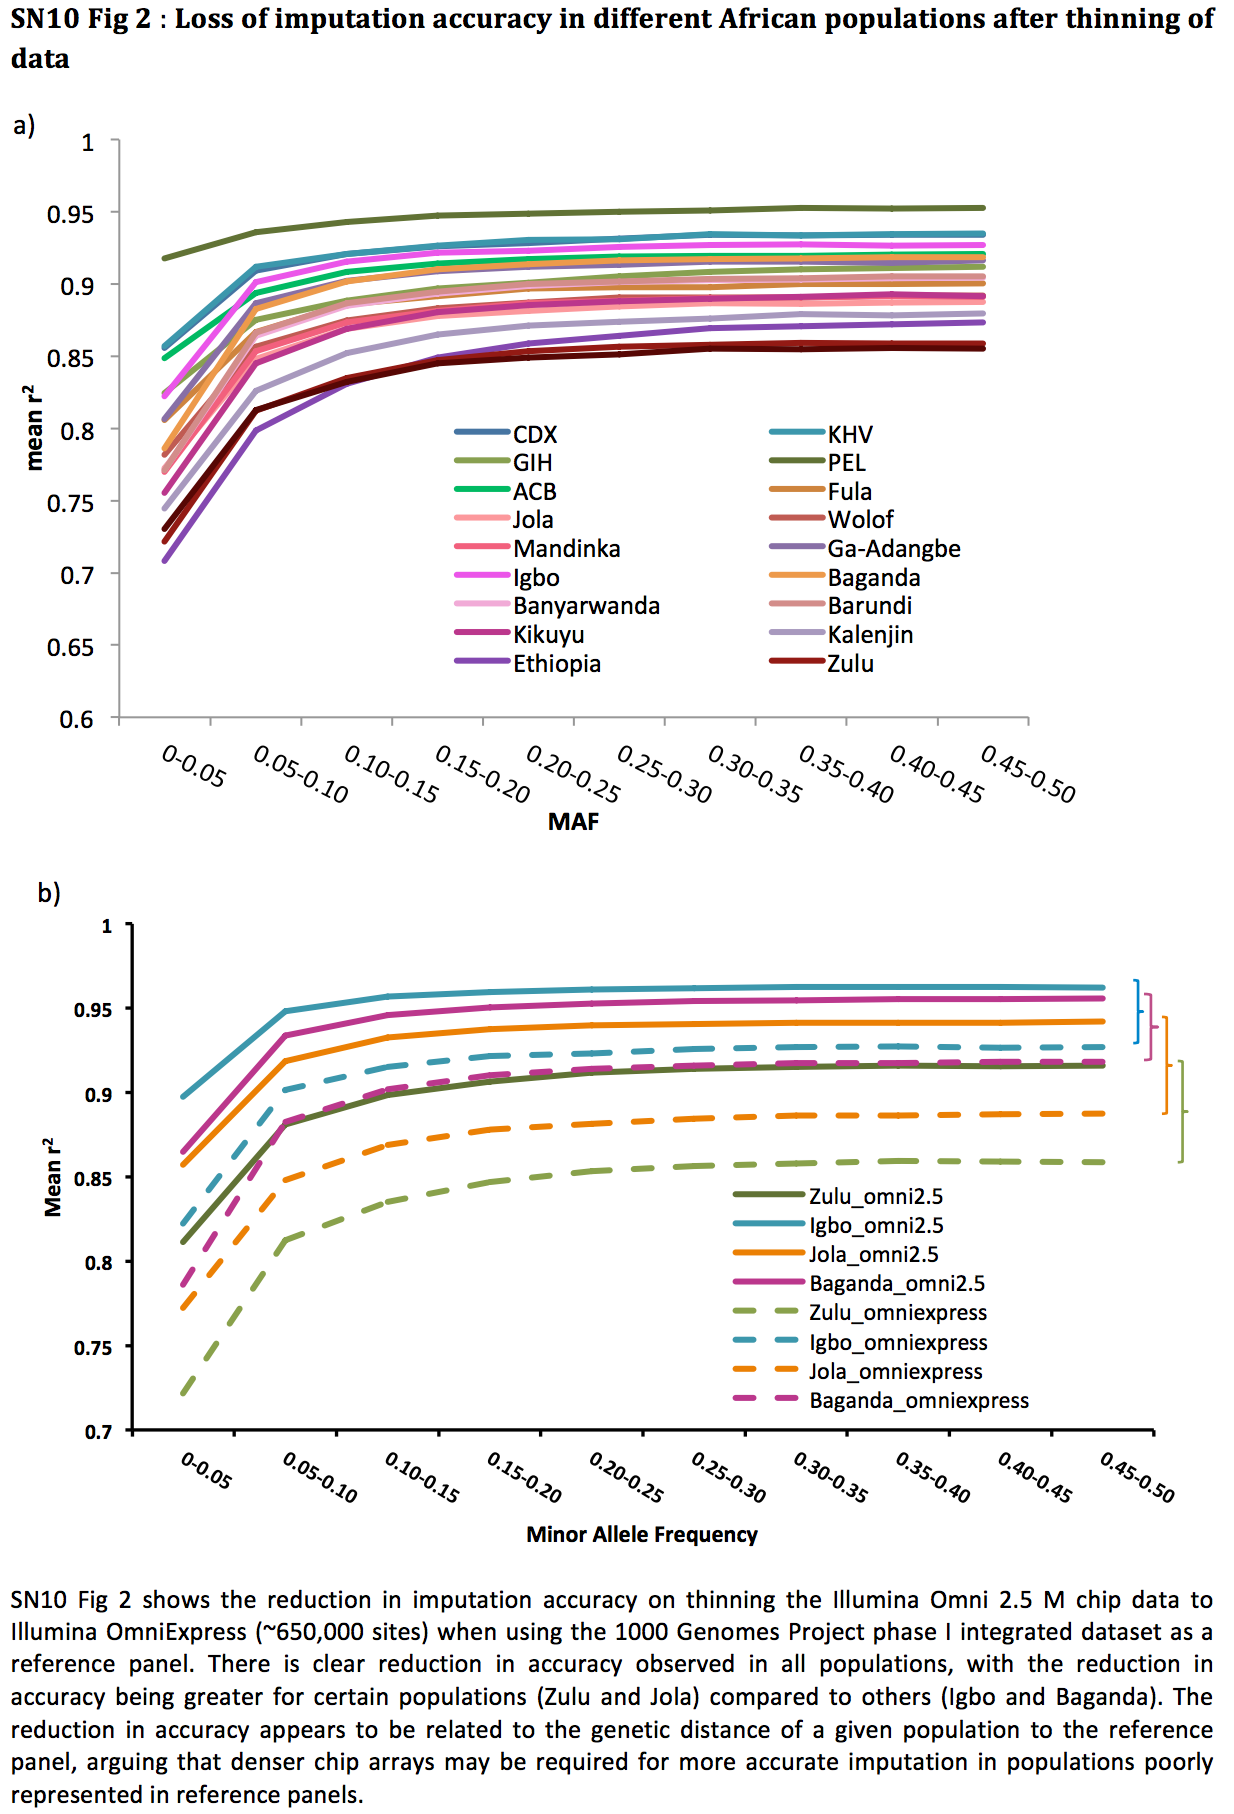 SN10 Fig 2 : Loss of imputation accuracy in different African populations after thinning of
data
a)
1
0.95
0.9
0.85
0.8
0.75
0.7
0.65
0.6
mean r²
CDX
KHV
GIH
PEL
ACB
Fula
Jola
Wolof
Mandinka
Ga-Adangbe
Igbo
Baganda
Banyarwanda
Barundi
Kikuyu
Kalenjin
Ethiopia
Zulu
0-0.05
0.05-0.10
0.10-0.15
0.15-0.20
0.20-0.25
0.25-0.30
0.30-0.35
0.35-0.40
0.40-0.45
0.45-0.50
MAF
b)
1
0.95
0.9
0.85
0.8
0.75
0.7
Mean r²
Zulu_omni2.5
Igbo_omni2.5
Jola_omni2.5
Baganda_omni2.5
Zulu_omniexpress
Igbo_omniexpress
Jola_omniexpress
Baganda_omniexpress
0-0.05
0.05-0.10
0.10-0.15
0.15-0.20
0.20-0.25
0.25-0.30
0.30-0.35
0.35-0.40
0.40-0.45
0.45-0.50
Minor Allele Frequency
SN10 Fig 2 shows the reduction in imputation accuracy on thinning the Illumina Omni 2.5 M chip data to
Illumina OmniExpress (~650,000 sites) when using the 1000 Genomes Project phase I integrated dataset as a
reference panel. There is clear reduction in accuracy observed in all populations, with the reduction in
accuracy being greater for certain populations (Zulu and Jola) compared to others (Igbo and Baganda). The
reduction in accuracy appears to be related to the genetic distance of a given population to the reference
panel, arguing that denser chip arrays may be required for more accurate imputation in populations poorly
represented in reference panels.